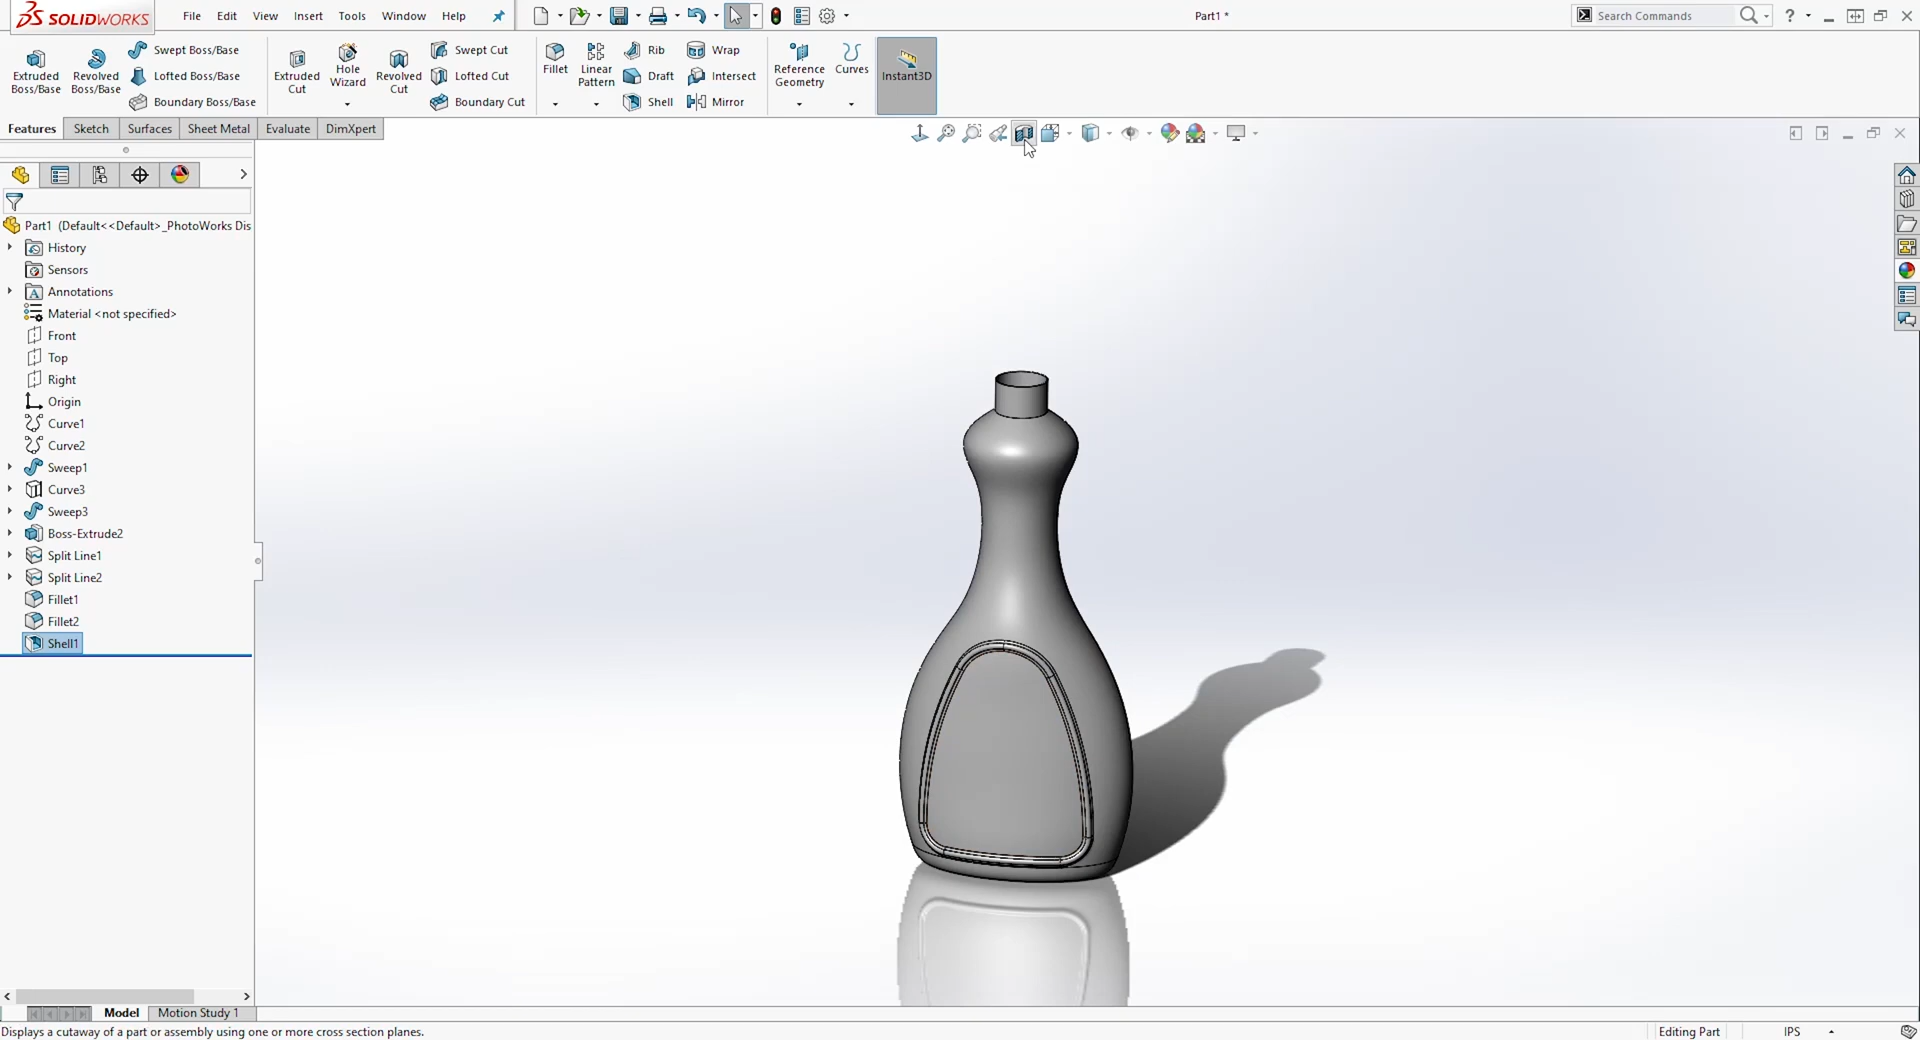 SOLIDWORKS File Edit View Insert Tools Window Help Part1 * Search Commands ?
Extruded Boss/Base
Revolved Boss/Base
Swept Boss/Base
Lofted Boss/Base
Boundary Boss/Base
Extruded Cut
Hole Wizard
Revolved Cut
Swept Cut
Lofted Cut
Boundary Cut
Fillet
Linear Pattern
Rib
Draft
Shell
Wrap
Intersect
Mirror
Reference Geometry
Curves
Instant3D
Features Sketch Surfaces Sheet Metal Evaluate DimXpert
Part1 (Default<<Default>_PhotoWorks Dis
History
Sensors
Annotations
Material <not specified>
Front
Top
Right
Origin
Curve1
Curve2
Sweep1
Curve3
Sweep3
Boss-Extrude2
Split Line1
Split Line2
Fillet1
Fillet2
Shell1
Model Motion Study 1
Displays a cutaway of a part or assembly using one or more cross section planes. Editing Part IPS